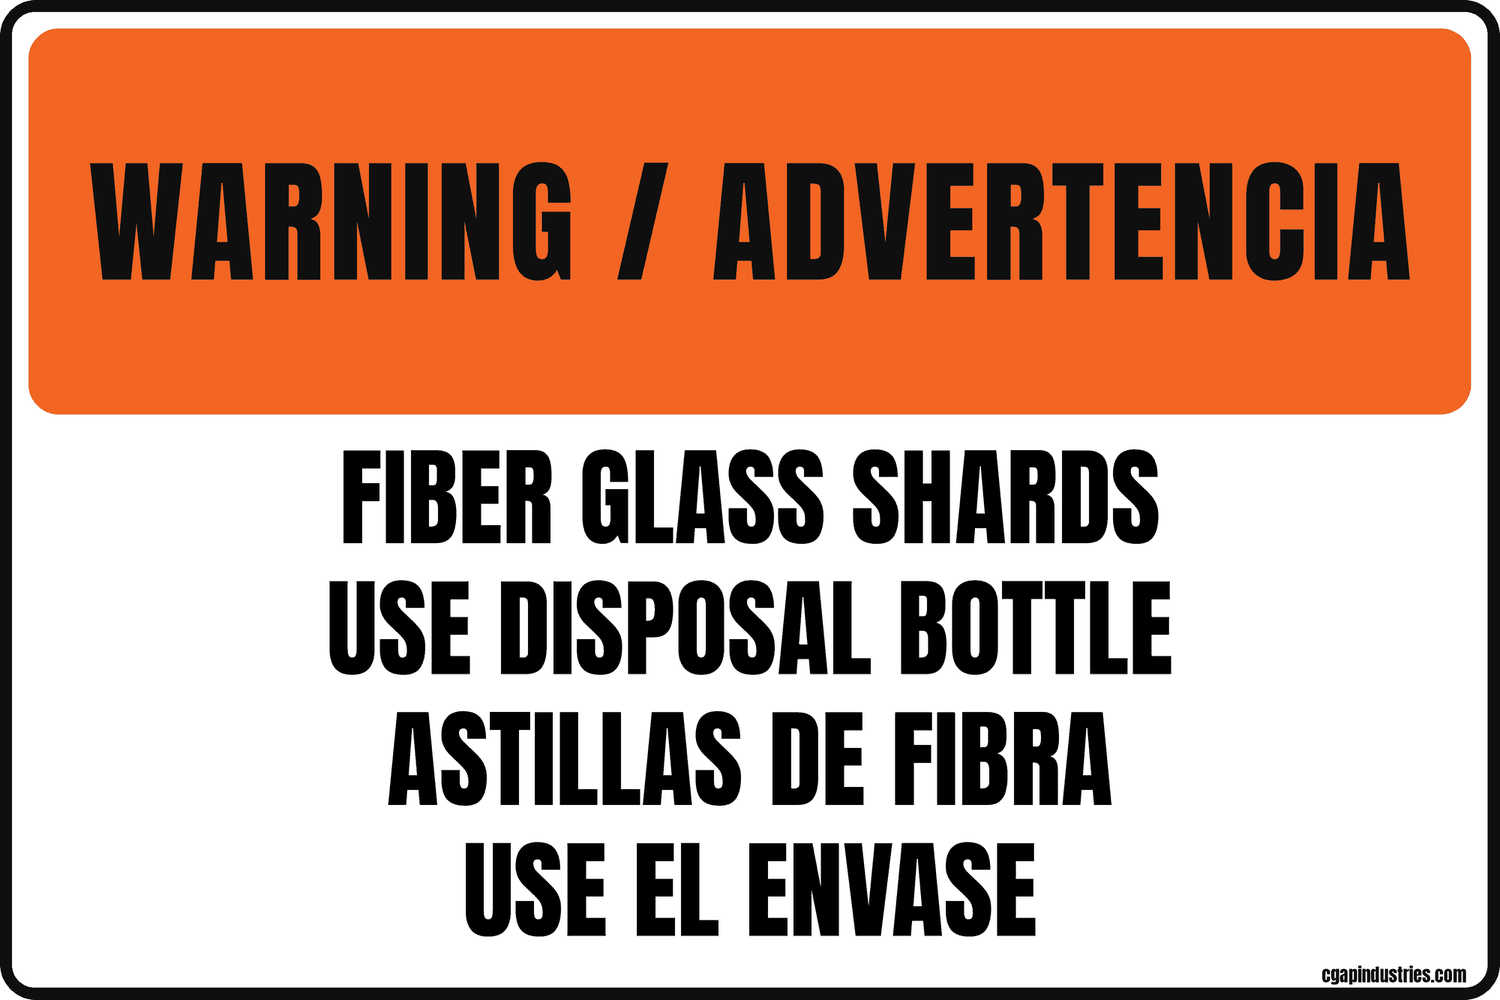 WARNING / ADVERTENCIA
FIBER GLASS SHARDS
USE DISPOSAL BOTTLE
ASTILLAS DE FIBRA
USE EL ENVASE
cgapindustries.com